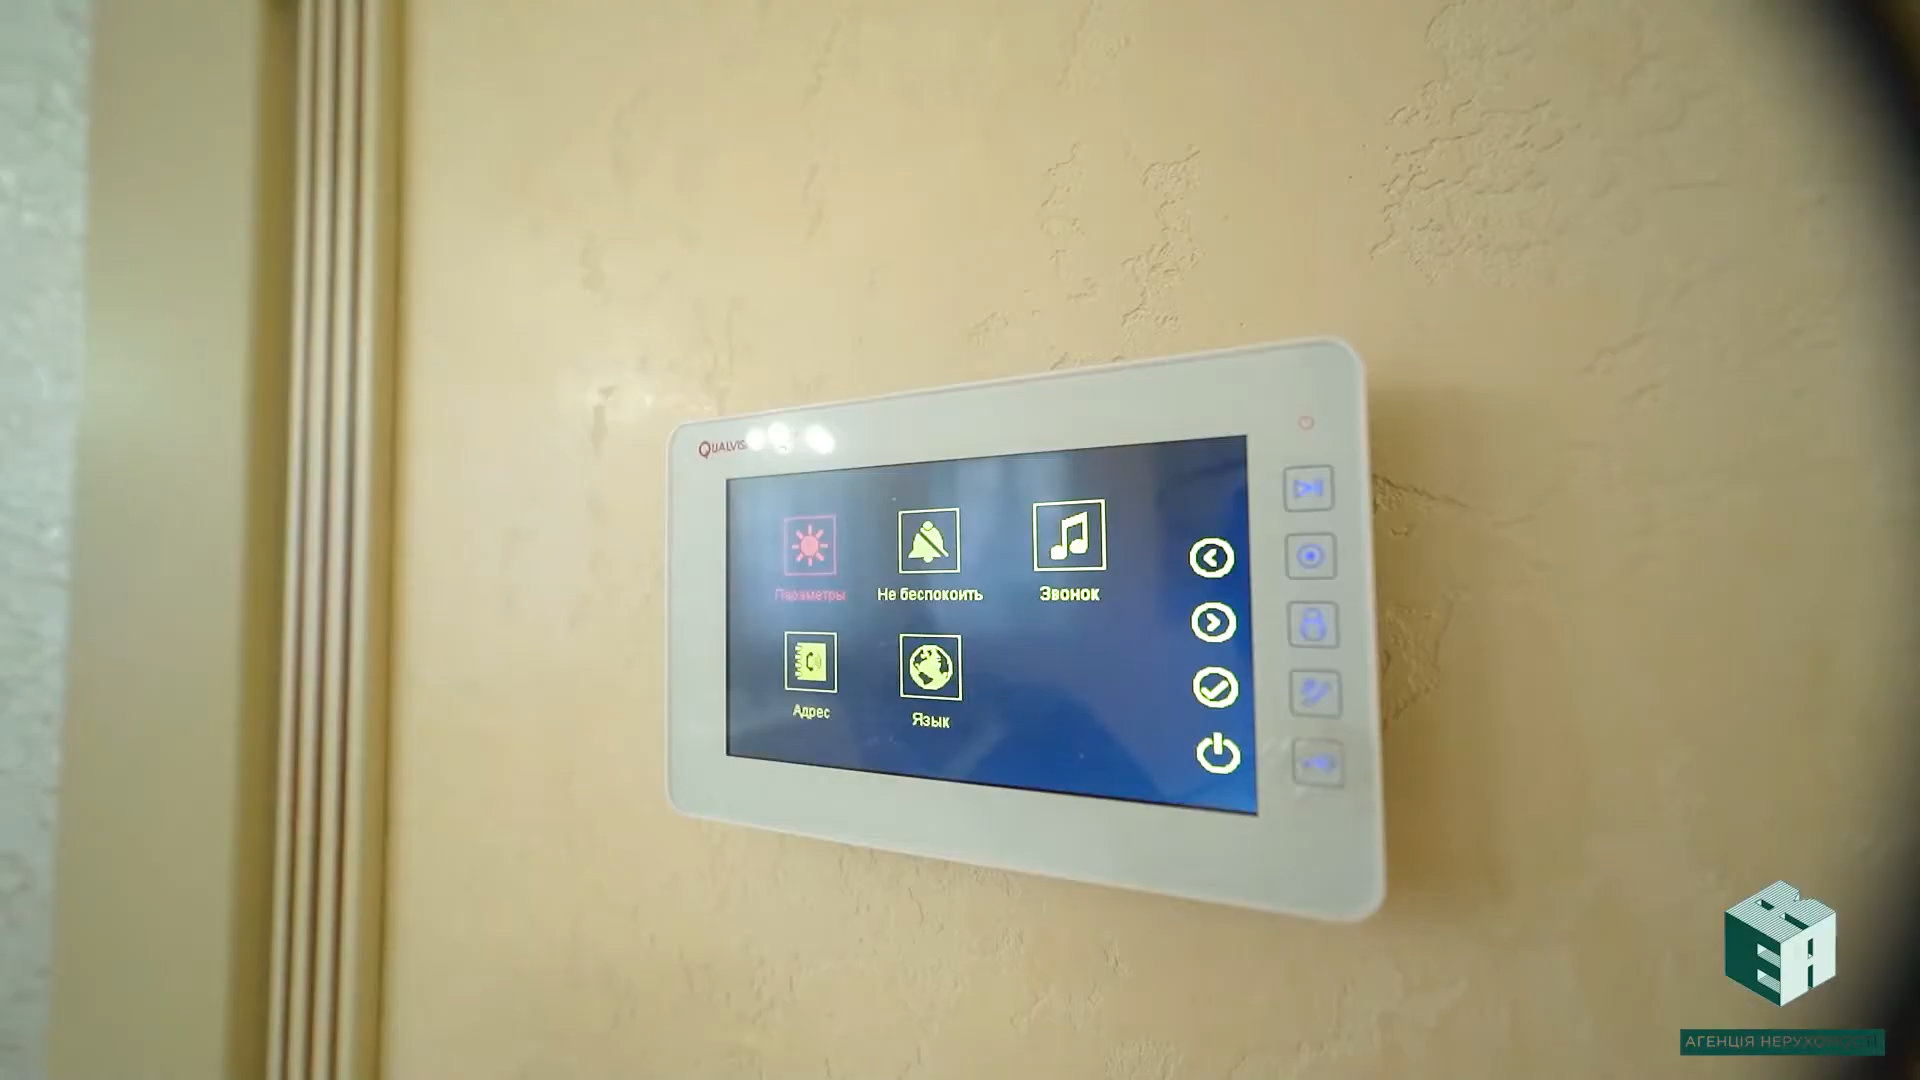 QUALVIS
Параметры
Не беспокоить
Звонок
Адрес
Язык
АГЕНЦІЯ НЕРУХОМОСТІ